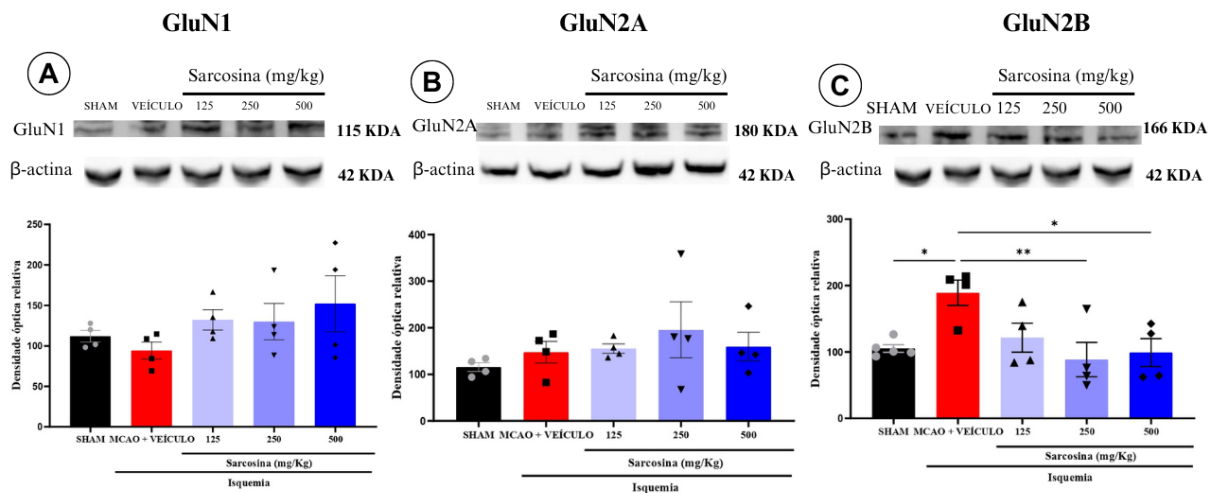 GluN1
A
Sarcosina (mg/kg)
SHAM VEÍCULO 125 250 500
GluN1 115 KDA
β-actina 42 KDA
250
200
150
100
50
0
Densidade óptica relativa
SHAM MCAO + VEÍCULO 125 250 500
Sarcosina (mg/Kg)
Isquemia
GluN2A
B
Sarcosina (mg/kg)
SHAM VEÍCULO 125 250 500
GluN2A 180 KDA
β-actina 42 KDA
400
300
200
100
0
Densidade óptica relativa
SHAM MCAO + VEÍCULO 125 250 500
Sarcosina (mg/Kg)
Isquemia
GluN2B
C
Sarcosina (mg/kg)
SHAM VEÍCULO 125 250 500
GluN2B 166 KDA
β-actina 42 KDA
300
200
100
0
Densidade óptica relativa
*
* **
SHAM MCAO + VEÍCULO 125 250 500
Sarcosina (mg/Kg)
Isquemia